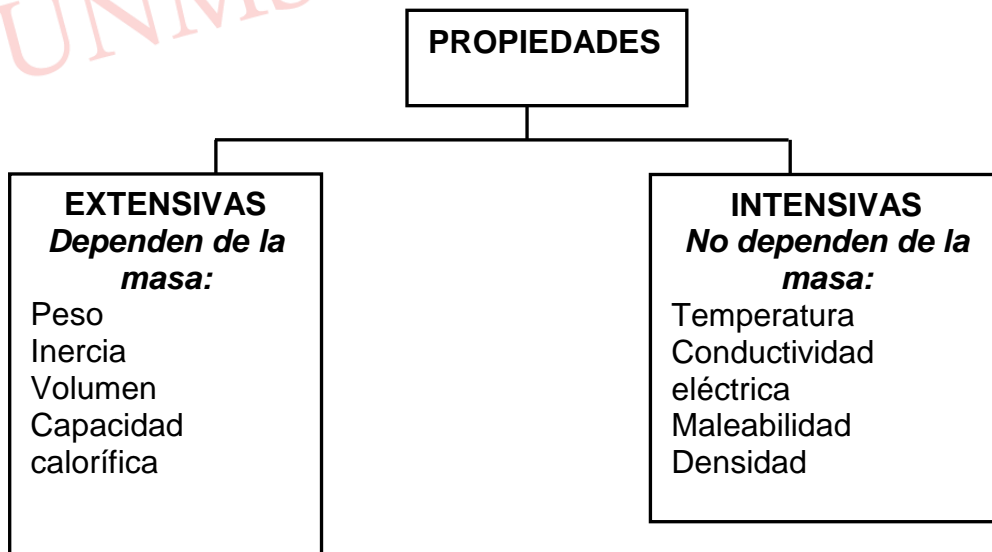 PROPIEDADES
EXTENSIVAS
Dependen de la
masa:
Peso
Inercia
Volumen
Capacidad
calorífica
INTENSIVAS
No dependen de la
masa:
Temperatura
Conductividad
eléctrica
Maleabilidad
Densidad